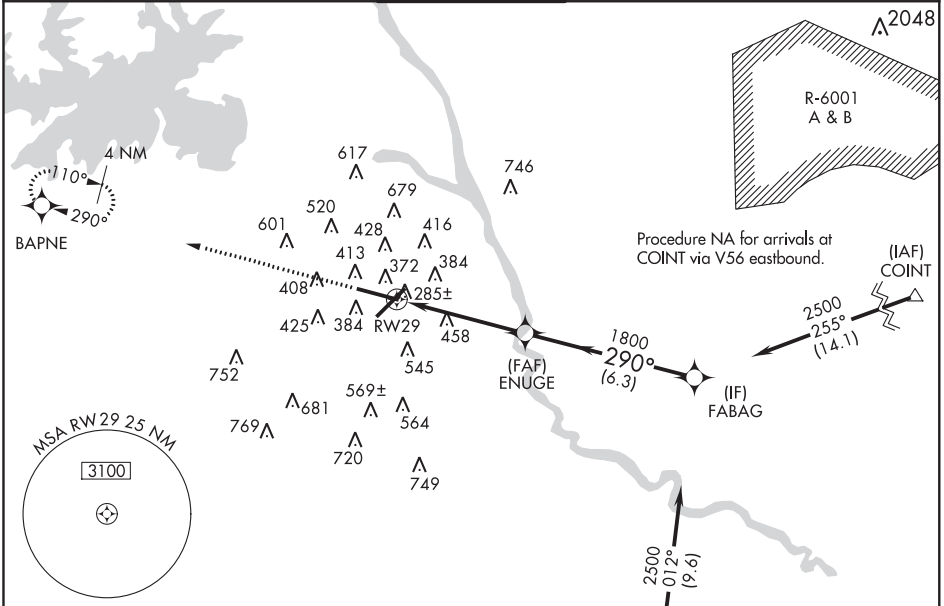 2048
R-6001
A & B
4 NM
110°
290°
BAPNE
617
746
679
520
601
428
416
413
372
384
408
285±
425
384
RW29
458
Procedure NA for arrivals at
COINT via V56 eastbound.
(IAF)
COINT
2500
255°
(14.1)
1800
290°
(6.3)
(FAF)
ENUGE
(IF)
FABAG
545
752
569±
681
564
769
720
749
MSA RW29 25 NM
3100
2500
012°
(9.6)